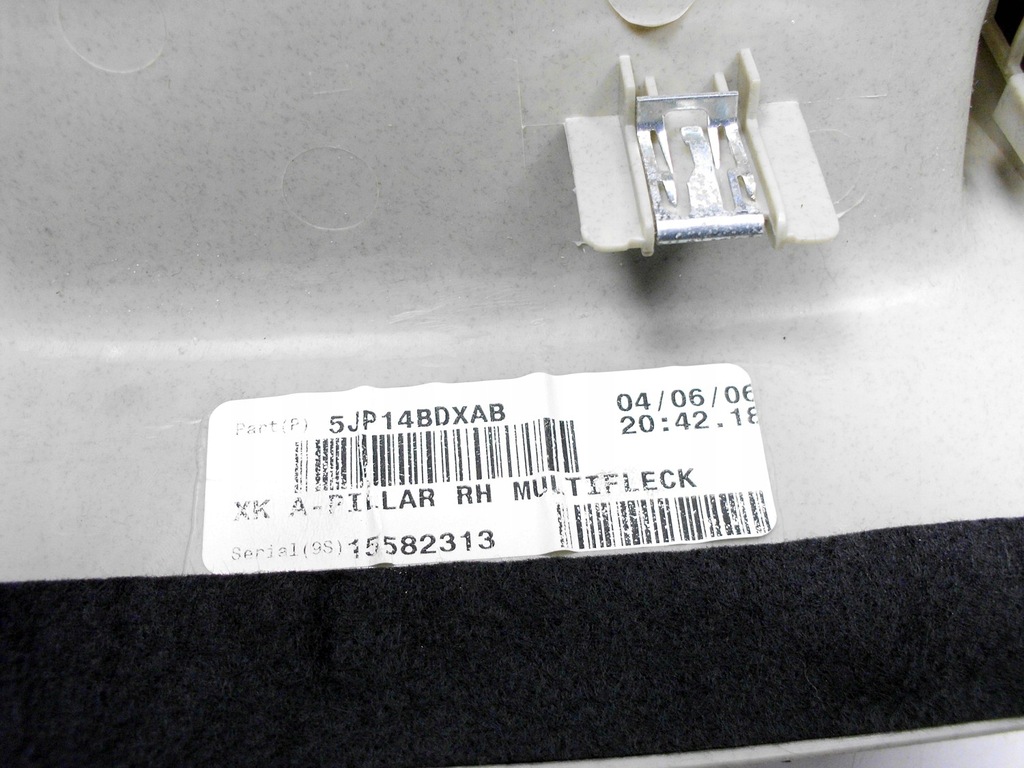 Part(P) 5JP14BDXAB
04/06/06
20:42.18
XK A-PILLAR RH MULTIFLECK
Serial(9S) 15582313